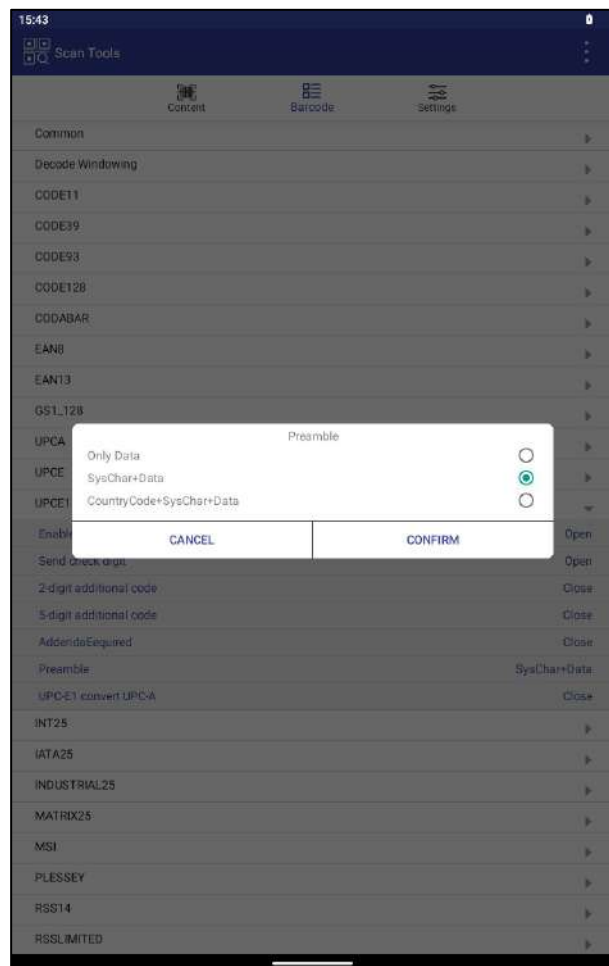 15:43
Scan Tools
Content Barcode Settings
Common
Decode Windowing
CODE11
CODE39
CODE93
CODE128
CODABAR
EAN8
EAN13
GS1_128
UPCA
UPCE
UPCE1
Preamble
Only Data
SysChar+Data
CountryCode+SysChar+Data
CANCEL CONFIRM
Enable Open
Send check digit Open
2-digit additional code Close
5-digit additional code Close
AddendaEequired Close
Preamble SysChar+Data
UPC-E1 convert UPC-A Close
INT25
IATA25
INDUSTRIAL25
MATRIX25
MSI
PLESSEY
RSS14
RSSLIMITED